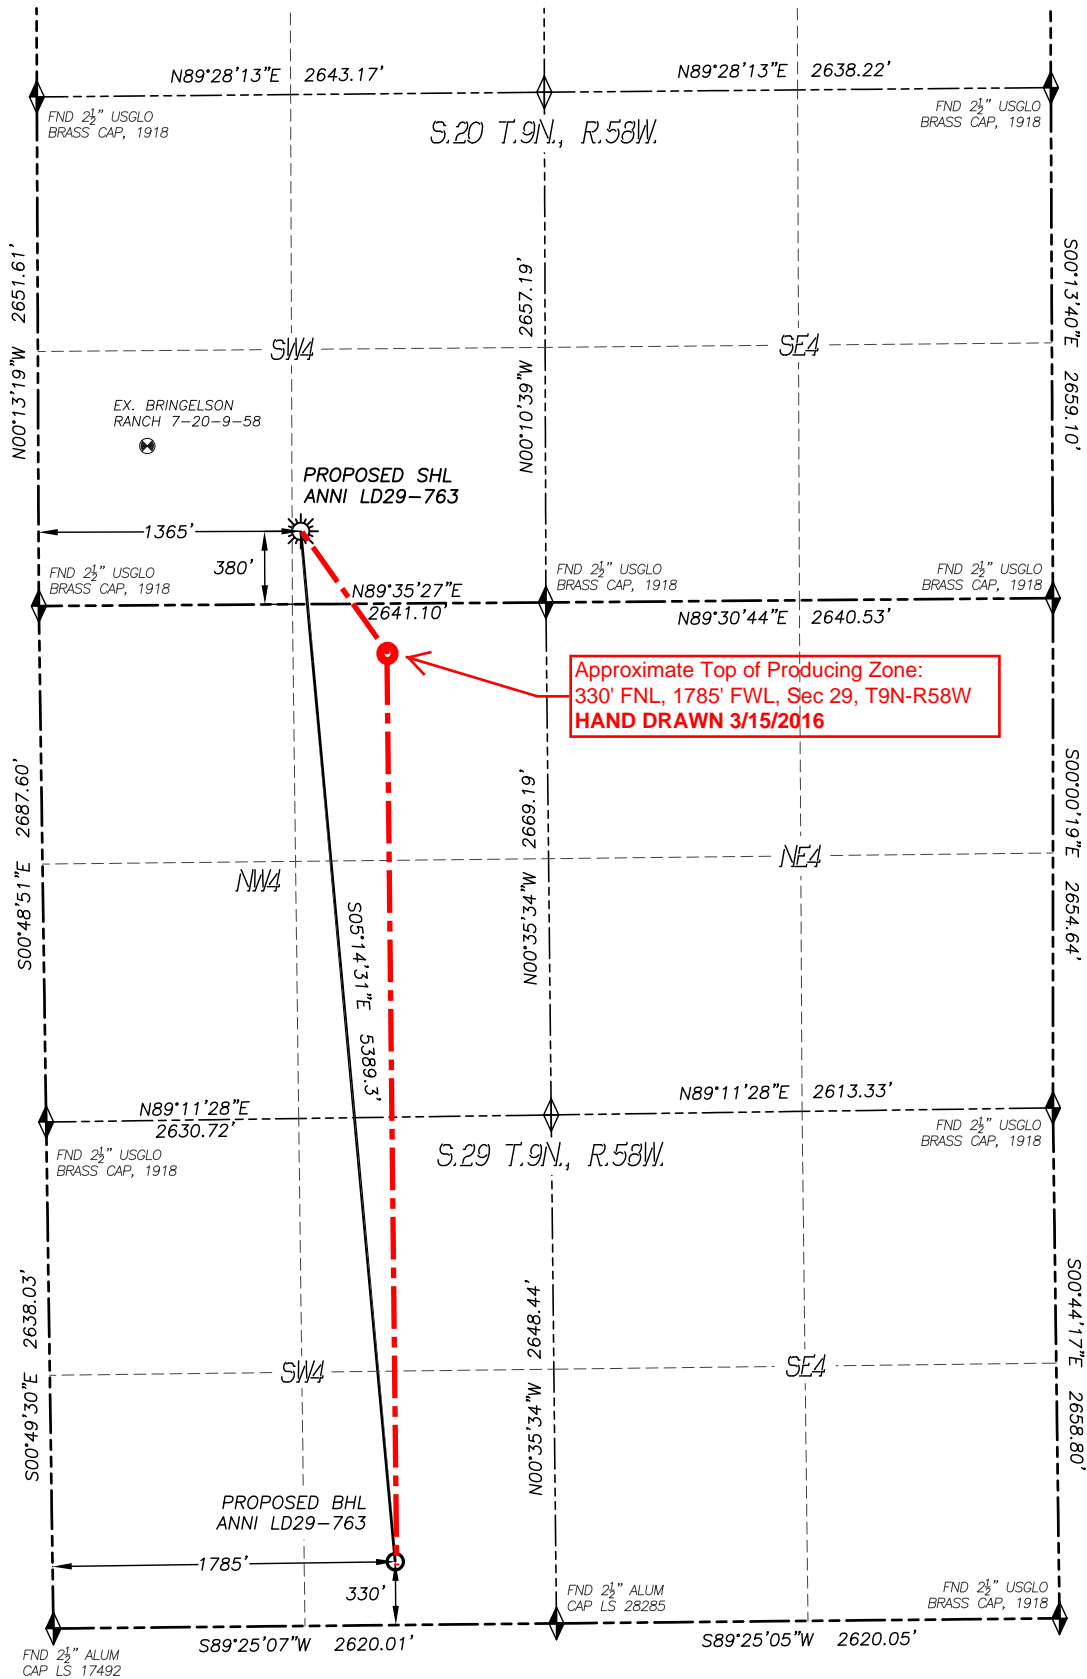 N89°28'13"E 2643.17'
N89°28'13"E 2638.22'
FND 2½" USGLO
BRASS CAP, 1918
FND 2½" USGLO
BRASS CAP, 1918
S.20 T.9N., R.58W.
N00°13'19"W 2651.61'
N00°10'39"W 2657.19'
S00°13'40"E 2659.10'
SW4
SE4
EX. BRINGELSON
RANCH 7-20-9-58
PROPOSED SHL
ANNI LD29-763
1365'
380'
FND 2½" USGLO
BRASS CAP, 1918
FND 2½" USGLO
BRASS CAP, 1918
FND 2½" USGLO
BRASS CAP, 1918
N89°35'27"E
2641.10'
N89°30'44"E 2640.53'
Approximate Top of Producing Zone:
330' FNL, 1785' FWL, Sec 29, T9N-R58W
HAND DRAWN 3/15/2016
S00°48'51"E 2687.60'
N00°35'34"W 2669.19'
S00°00'19"E 2654.64'
NW4
NE4
S05°14'31"E 5389.3'
N89°11'28"E
2630.72'
N89°11'28"E 2613.33'
FND 2½" USGLO
BRASS CAP, 1918
FND 2½" USGLO
BRASS CAP, 1918
S.29 T.9N., R.58W.
S00°49'30"E 2638.03'
N00°35'34"W 2648.44'
S00°44'17"E 2658.80'
SW4
SE4
PROPOSED BHL
ANNI LD29-763
1785'
330'
FND 2½" ALUM
CAP LS 28285
FND 2½" USGLO
BRASS CAP, 1918
S89°25'07"W 2620.01'
S89°25'05"W 2620.05'
FND 2½" ALUM
CAP LS 17492